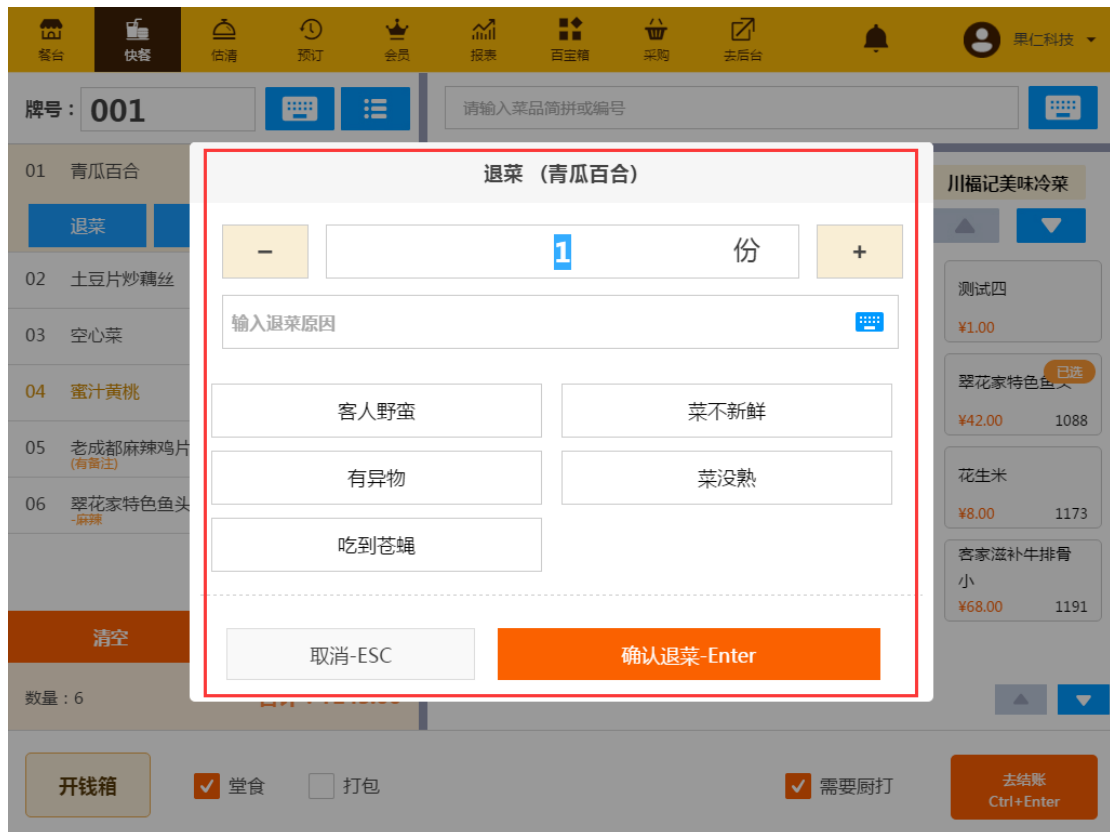 餐台
快餐
估清
预订
会员
报表
百宝箱
采购
去后台
果仁科技
牌号：
001
请输入菜品简拼或编号
01 青瓜百合
退菜
02 土豆片炒藕丝
03 空心菜
04 蜜汁黄桃
05 老成都麻辣鸡片
(有备注)
06 翠花家特色鱼头
-麻辣
清空
数量：6
退菜 （青瓜百合）
− 1 份 +
输入退菜原因
客人野蛮
菜不新鲜
有异物
菜没熟
吃到苍蝇
取消-ESC
确认退菜-Enter
川福记美味冷菜
测试四
¥1.00
已选
翠花家特色鱼头
¥42.00 1088
花生米
¥8.00 1173
客家滋补牛排骨
小
¥68.00 1191
开钱箱
堂食
打包
需要厨打
去结账
Ctrl+Enter